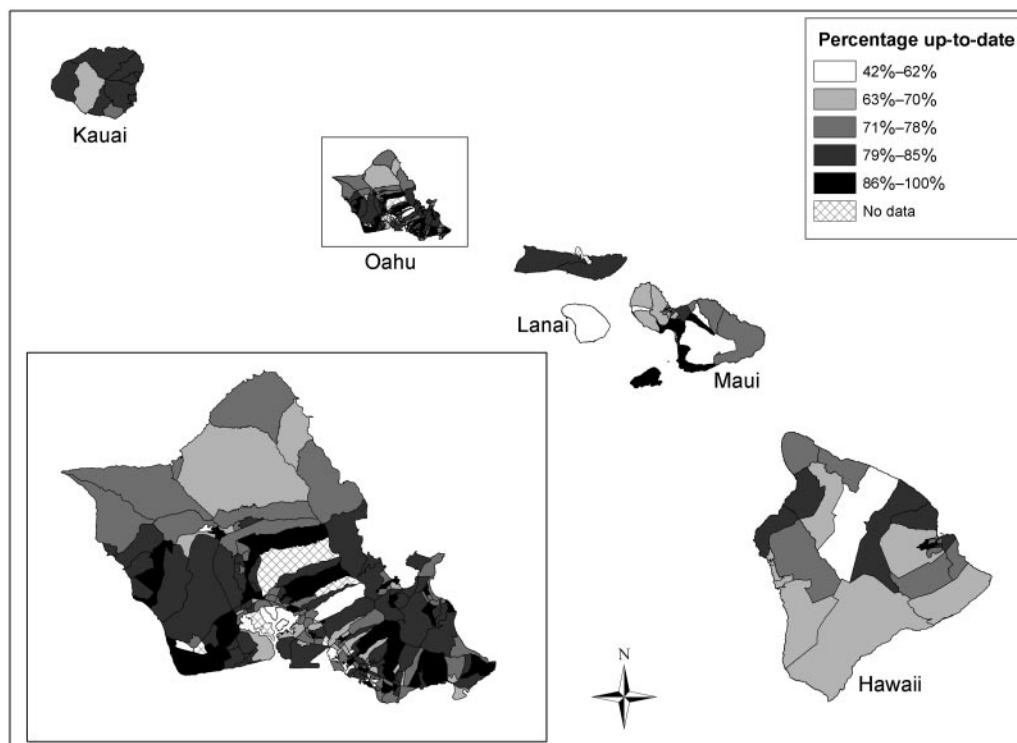 Percentage up-to-date
42%–62%
63%–70%
71%–78%
79%–85%
86%–100%
No data
Kauai
Oahu
Lanai
Maui
Hawaii
N